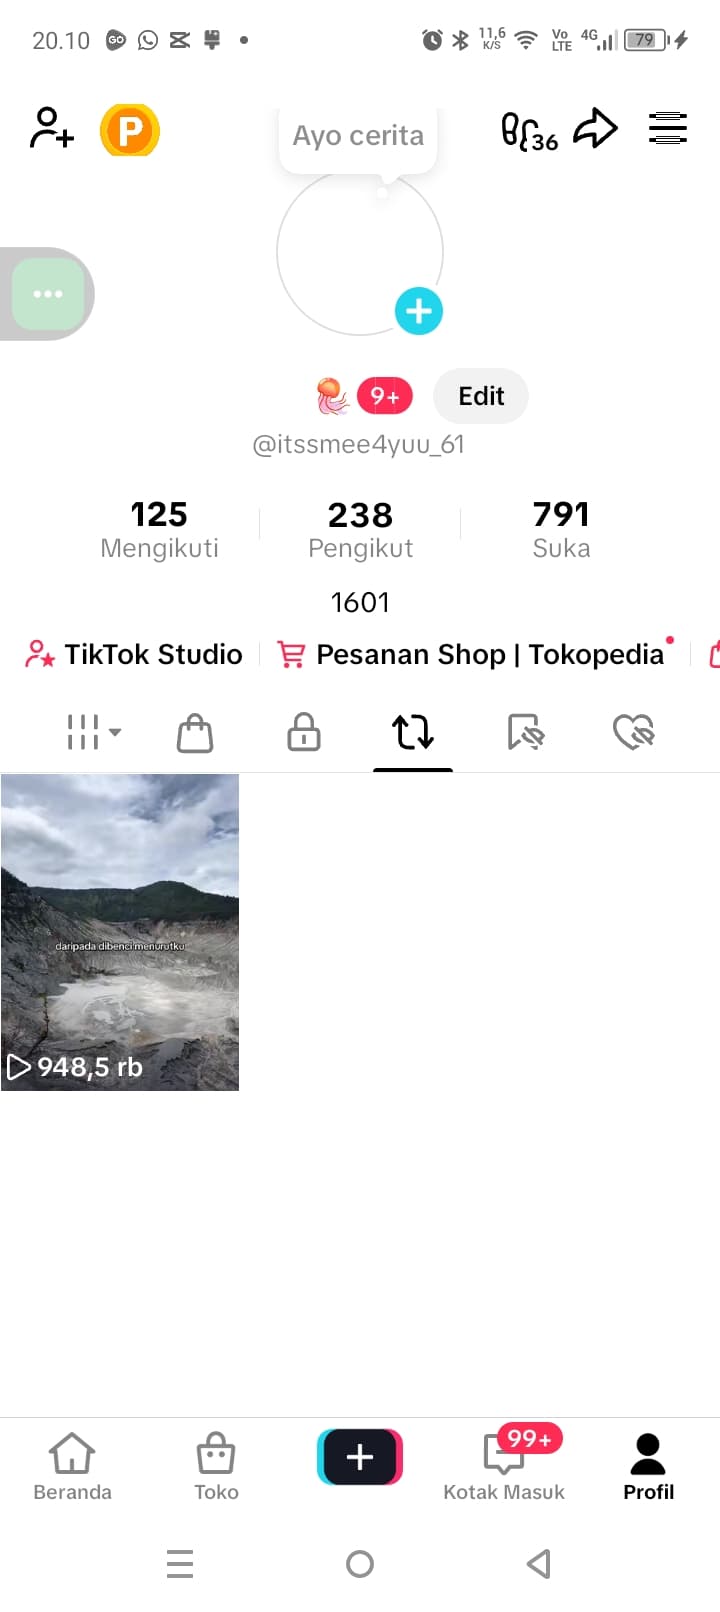 20.10 GO 11,6 K/S Vo LTE 4G 79
P Ayo cerita 36
9+ Edit
@itssmee4yuu_61
125 238 791
Mengikuti Pengikut Suka
1601
TikTok Studio Pesanan Shop | Tokopedia
daripada dibenci menurutku
948,5 rb
99+
Beranda Toko Kotak Masuk Profil